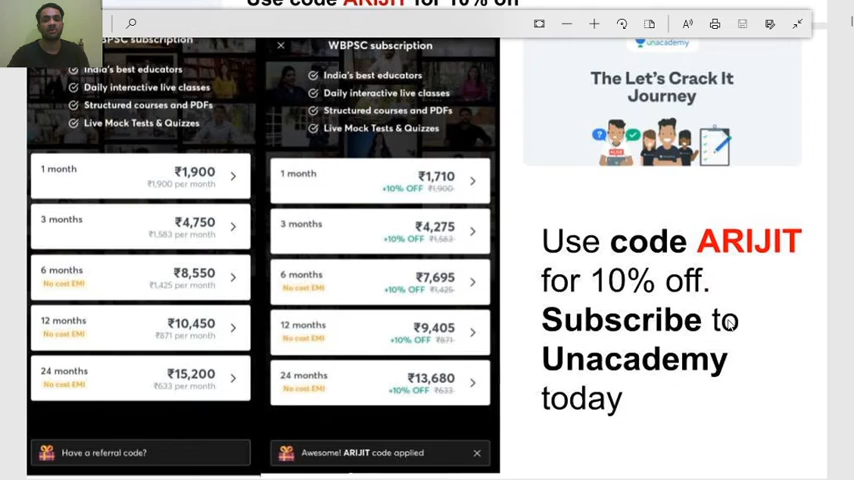 Use code ARIJIT for 10% off
WBPSC subscription
India's best educators
Daily interactive live classes
Structured courses and PDFs
Live Mock Tests & Quizzes
1 month
₹1,900
₹1,900 per month
3 months
₹4,750
₹1,583 per month
6 months
₹8,550
No cost EMI
₹1,425 per month
12 months
₹10,450
No cost EMI
₹871 per month
24 months
₹15,200
No cost EMI
₹633 per month
Have a referral code?
WBPSC subscription
India's best educators
Daily interactive live classes
Structured courses and PDFs
Live Mock Tests & Quizzes
1 month
₹1,710
+10% OFF ₹1,900
3 months
₹4,275
+10% OFF ₹1,583
6 months
₹7,695
No cost EMI
+10% OFF ₹1,425
12 months
₹9,405
No cost EMI
+10% OFF ₹871
24 months
₹13,680
No cost EMI
+10% OFF ₹633
Awesome! ARIJIT code applied
unacademy
The Let's Crack It
Journey
Use code ARIJIT
for 10% off.
Subscribe to
Unacademy
today